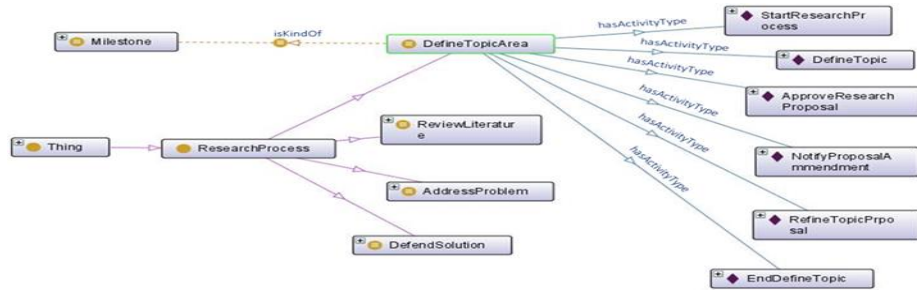 hasActivityType
StartResearchPr
ocess
Milestone
isKindOf
DefineTopicArea
hasActivityType
DefineTopic
hasActivityType
ApproveResearch
Proposal
hasActivityType
ReviewLiteratur
e
hasActivityType
Thing
ResearchProcess
hasActivityType
NotifyProposalA
mmendment
AddressProblem
RefineTopicPrpo
sal
DefendSolution
EndDefineTopic